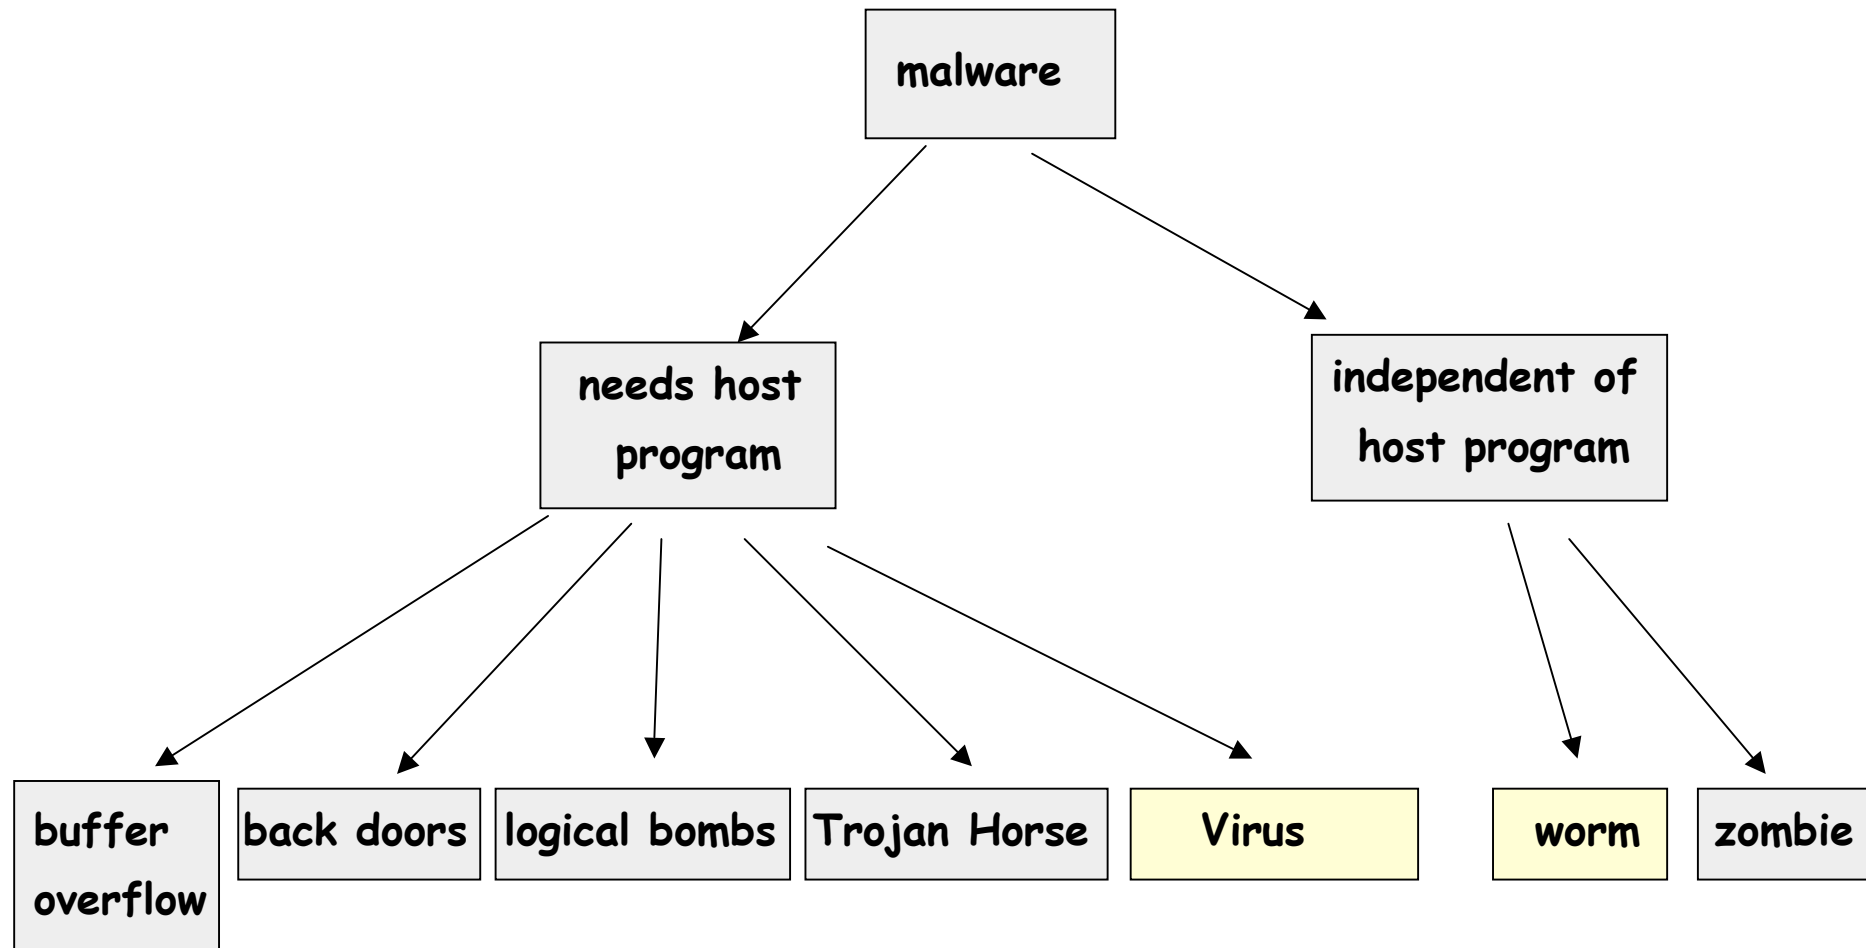 malware
needs host
program
independent of
host program
buffer
overflow
back doors
logical bombs
Trojan Horse
Virus
worm
zombie